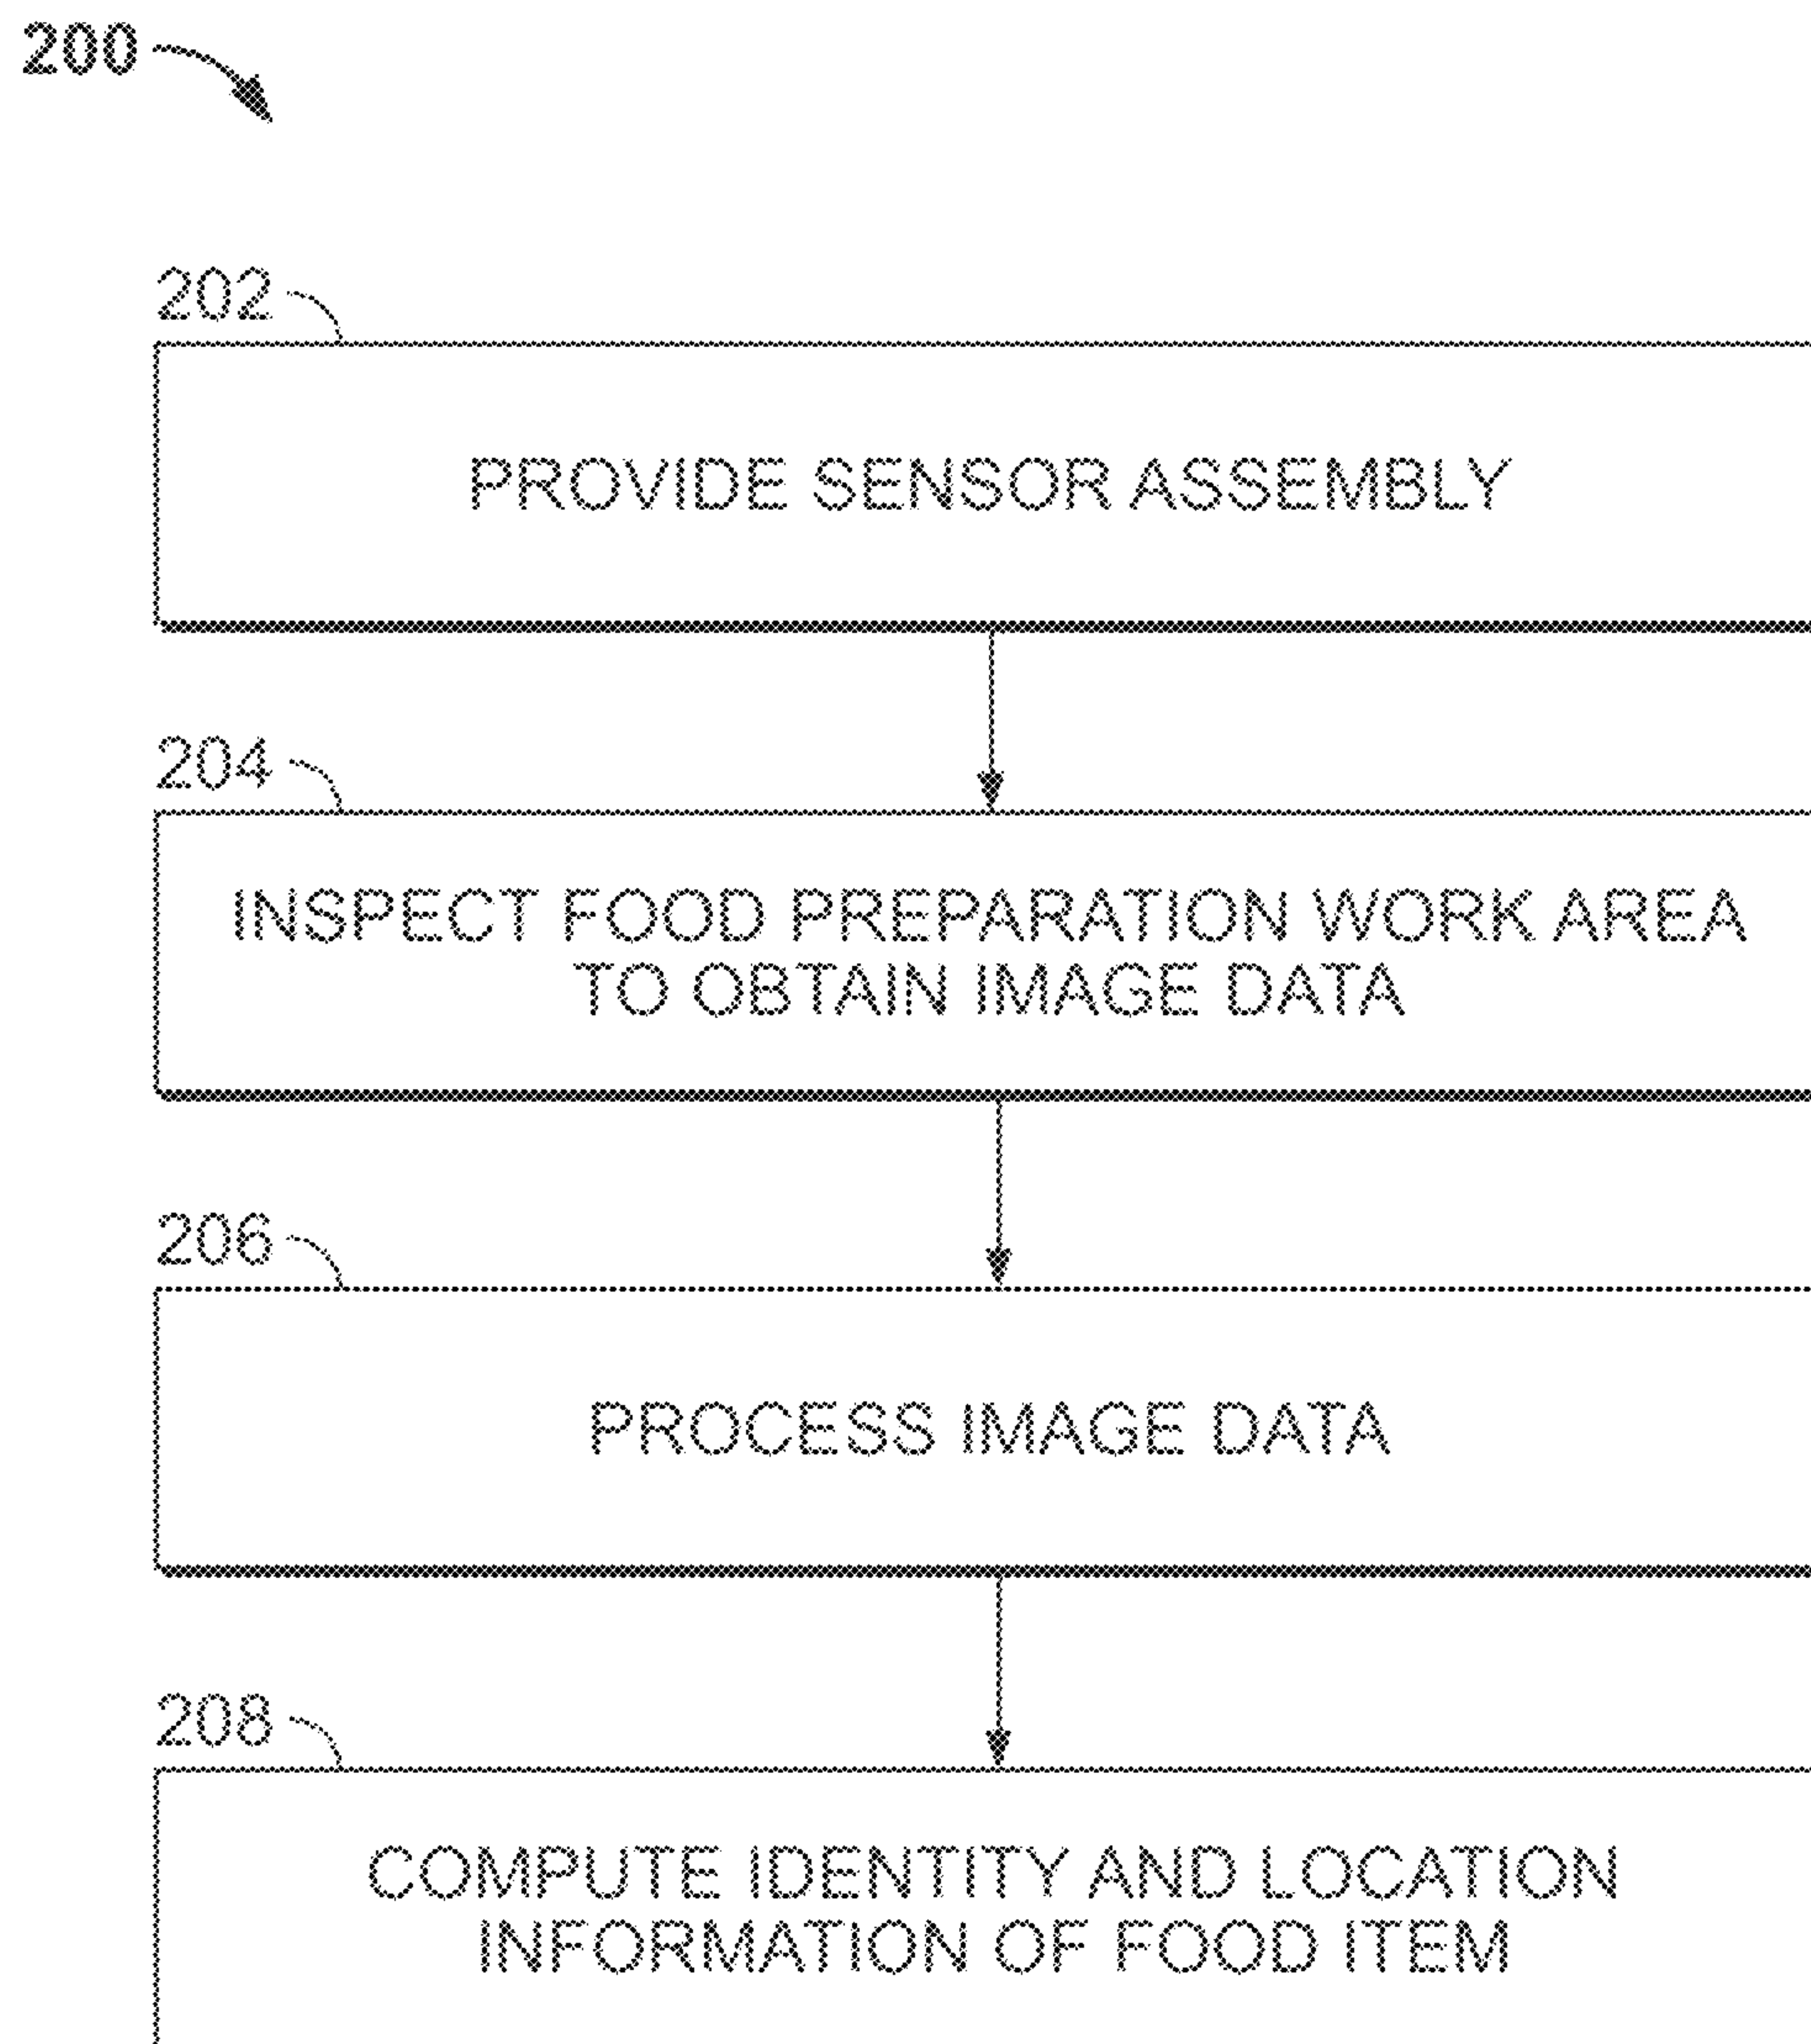 200
202
PROVIDE SENSOR ASSEMBLY
204
INSPECT FOOD PREPARATION WORK AREA
TO OBTAIN IMAGE DATA
206
PROCESS IMAGE DATA
208
COMPUTE IDENTITY AND LOCATION
INFORMATION OF FOOD ITEM